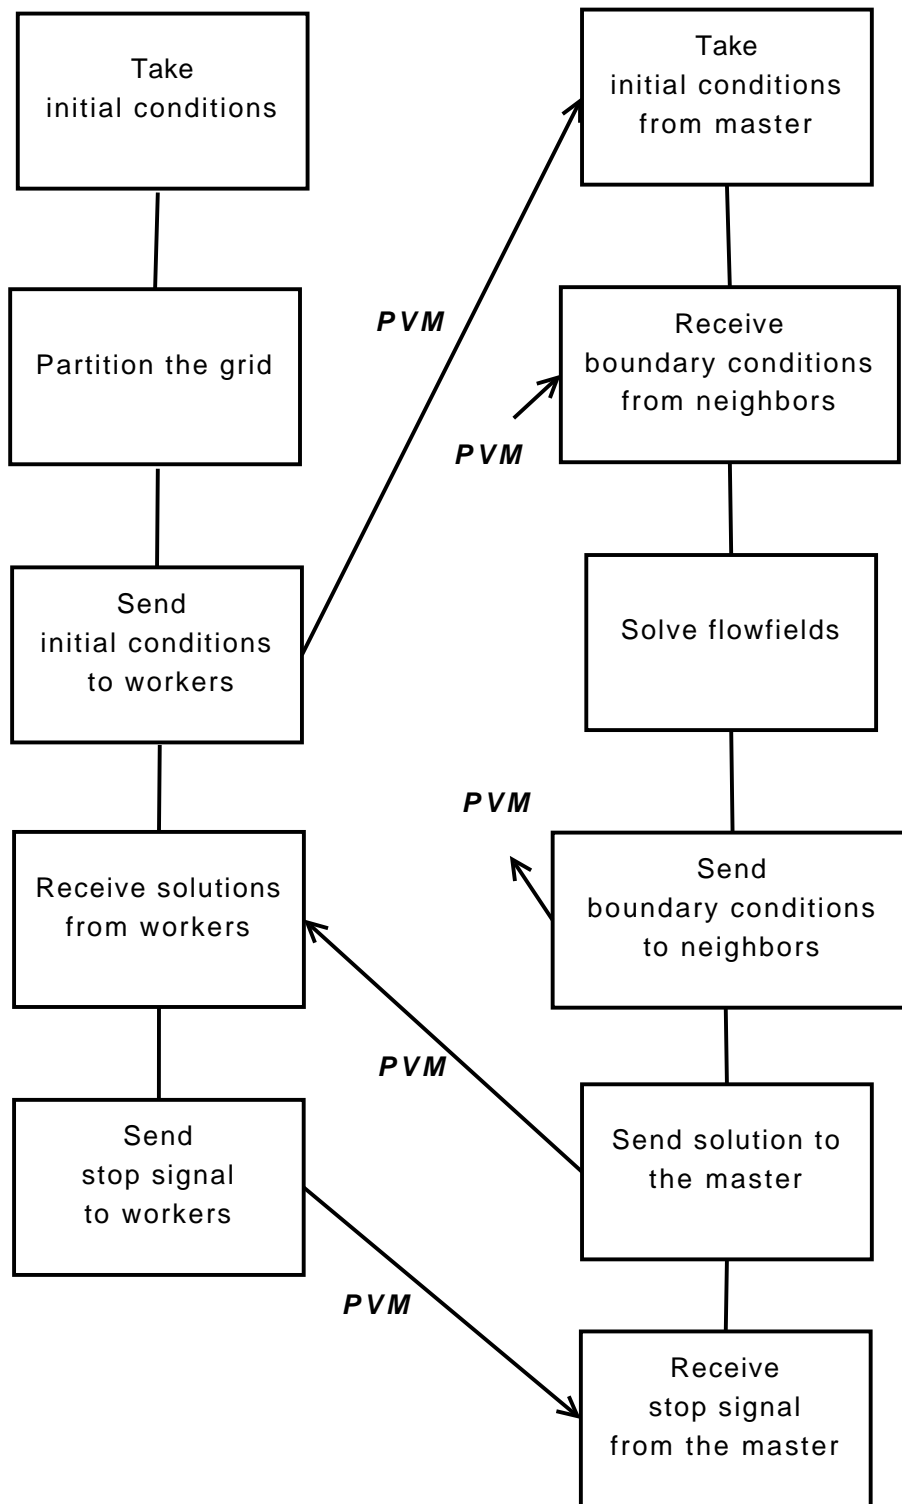 Take
initial conditions
Partition the grid
Send
initial conditions
to workers
Receive solutions
from workers
Send
stop signal
to workers
PVM
PVM
PVM
PVM
PVM
Take
initial conditions
from master
Receive
boundary conditions
from neighbors
Solve flowfields
Send
boundary conditions
to neighbors
Send solution to
the master
Receive
stop signal
from the master